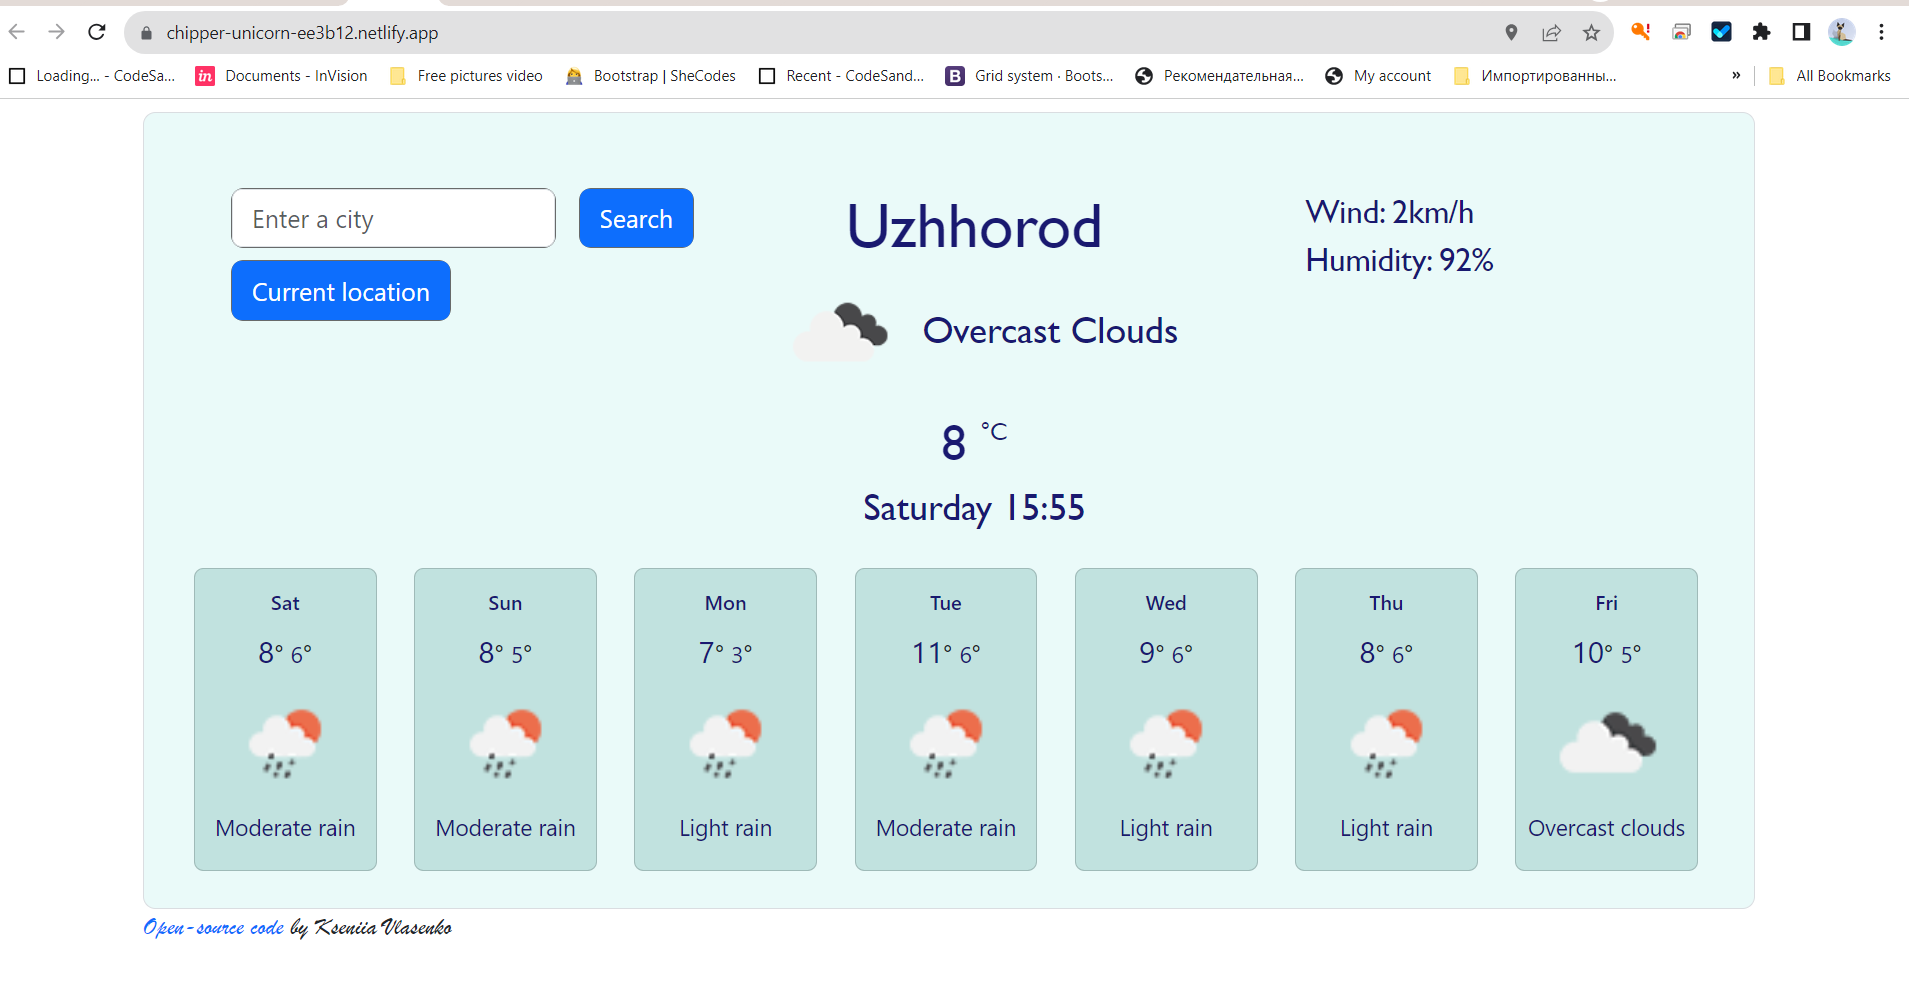 chipper-unicorn-ee3b12.netlify.app
Loading... - CodeSa...
in Documents - InVision
Free pictures video
Bootstrap | SheCodes
Recent - CodeSand...
B Grid system · Boots...
Рекомендательная...
My account
Импортированны...
»
All Bookmarks
Enter a city
Search
Current location
Uzhhorod
Overcast Clouds
8 °C
Saturday 15:55
Wind: 2km/h
Humidity: 92%
Sat
8° 6°
Moderate rain
Sun
8° 5°
Moderate rain
Mon
7° 3°
Light rain
Tue
11° 6°
Moderate rain
Wed
9° 6°
Light rain
Thu
8° 6°
Light rain
Fri
10° 5°
Overcast clouds
Open-source code by Kseniia Vlasenko